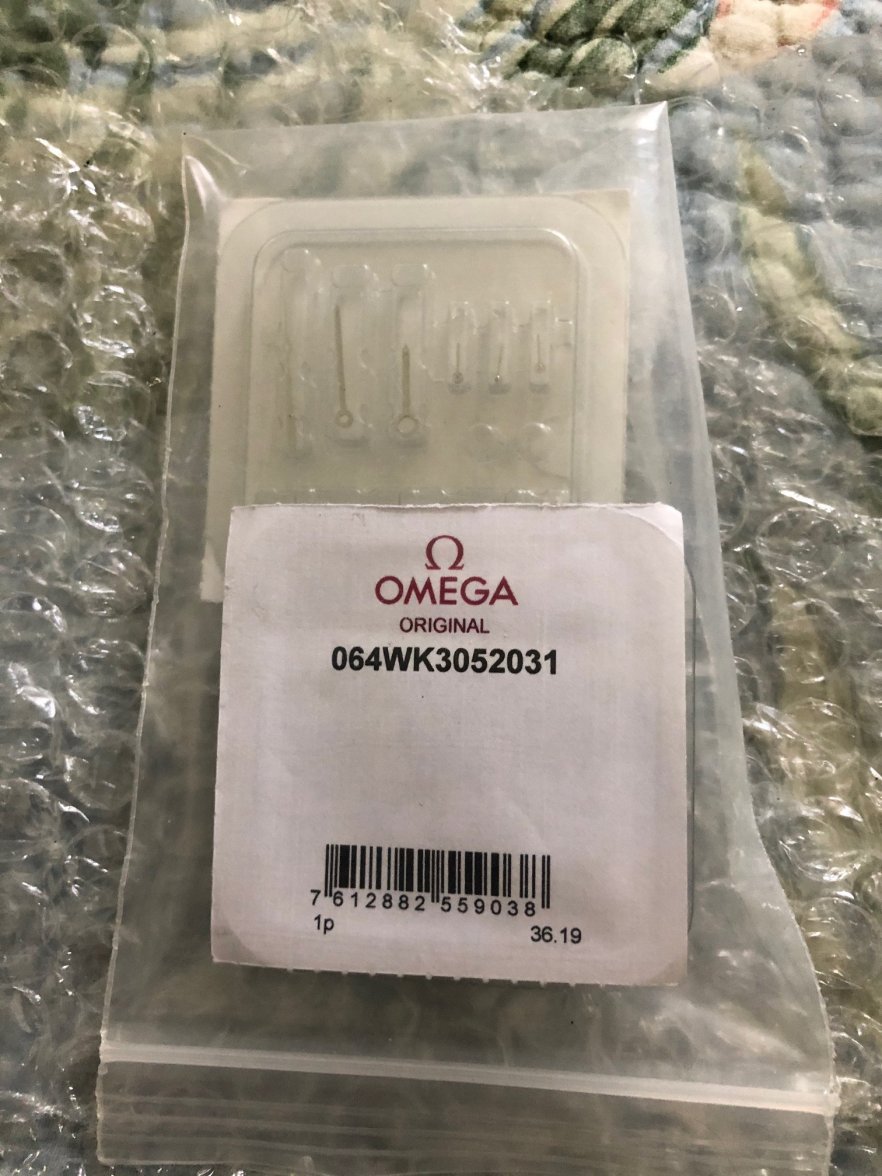 Ω
OMEGA
ORIGINAL
064WK3052031
7 612882 559038
1p 36.19